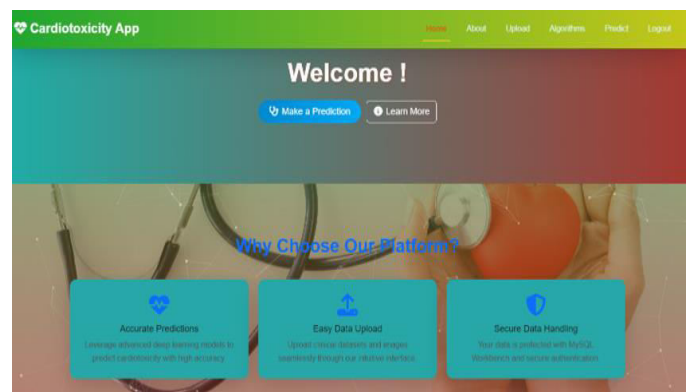 Cardiotoxicity App
Home About Upload Algorithms Predict Logout
Welcome !
Make a Prediction Learn More
Why Choose Our Platform?
Accurate Predictions
Leverage advanced deep learning models to
predict cardiotoxicity with high accuracy.
Easy Data Upload
Upload clinical datasets and images
seamlessly through our intuitive interface.
Secure Data Handling
Your data is protected with MySQL
Workbench and secure authentication.